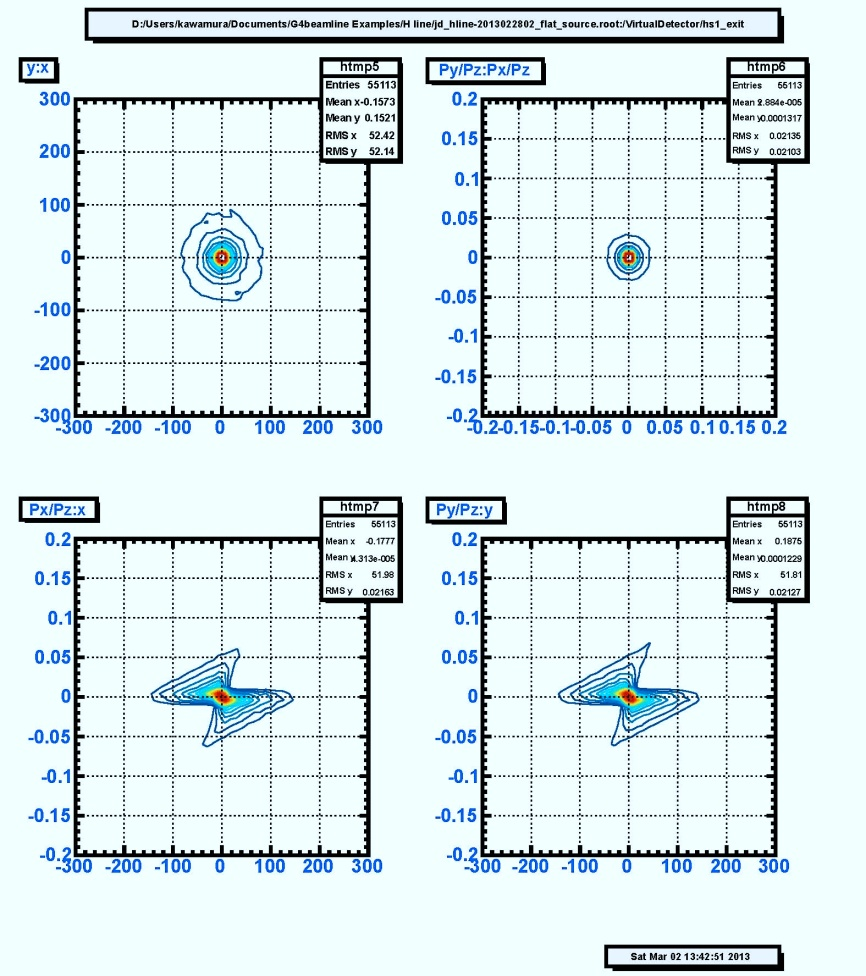 D:/Users/kawamura/Documents/G4beamline Examples/H line/jd_hline-2013022802_flat_source.root:/VirtualDetector/hs1_exit
y:x
htmp5
Entries 55113
Mean x -0.1573
Mean y 0.1521
RMS x 52.42
RMS y 52.14
300
200
100
0
-100
-200
-300
-300 -200 -100 0 100 200 300
Py/Pz:Px/Pz
htmp6
Entries 55113
Mean
Mean y 0.0001317
RMS x 0.02135
RMS y 0.02103
0.2
0.15
0.1
0.05
0
-0.05
-0.1
-0.15
-0.2
-0.2 -0.15 -0.1 -0.05 0 0.05 0.1 0.15 0.2
Px/Pz:x
htmp7
Entries 55113
Mean x -0.1777
Mean
RMS x 51.98
RMS y 0.02163
0.2
0.15
0.1
0.05
0
-0.05
-0.1
-0.15
-0.2
-300 -200 -100 0 100 200 300
Py/Pz:y
htmp8
Entries 55113
Mean x 0.1875
Mean y 0.0001229
RMS x 51.81
RMS y 0.02127
0.2
0.15
0.1
0.05
0
-0.05
-0.1
-0.15
-0.2
-300 -200 -100 0 100 200 300
Sat Mar 02 13:42:51 2013